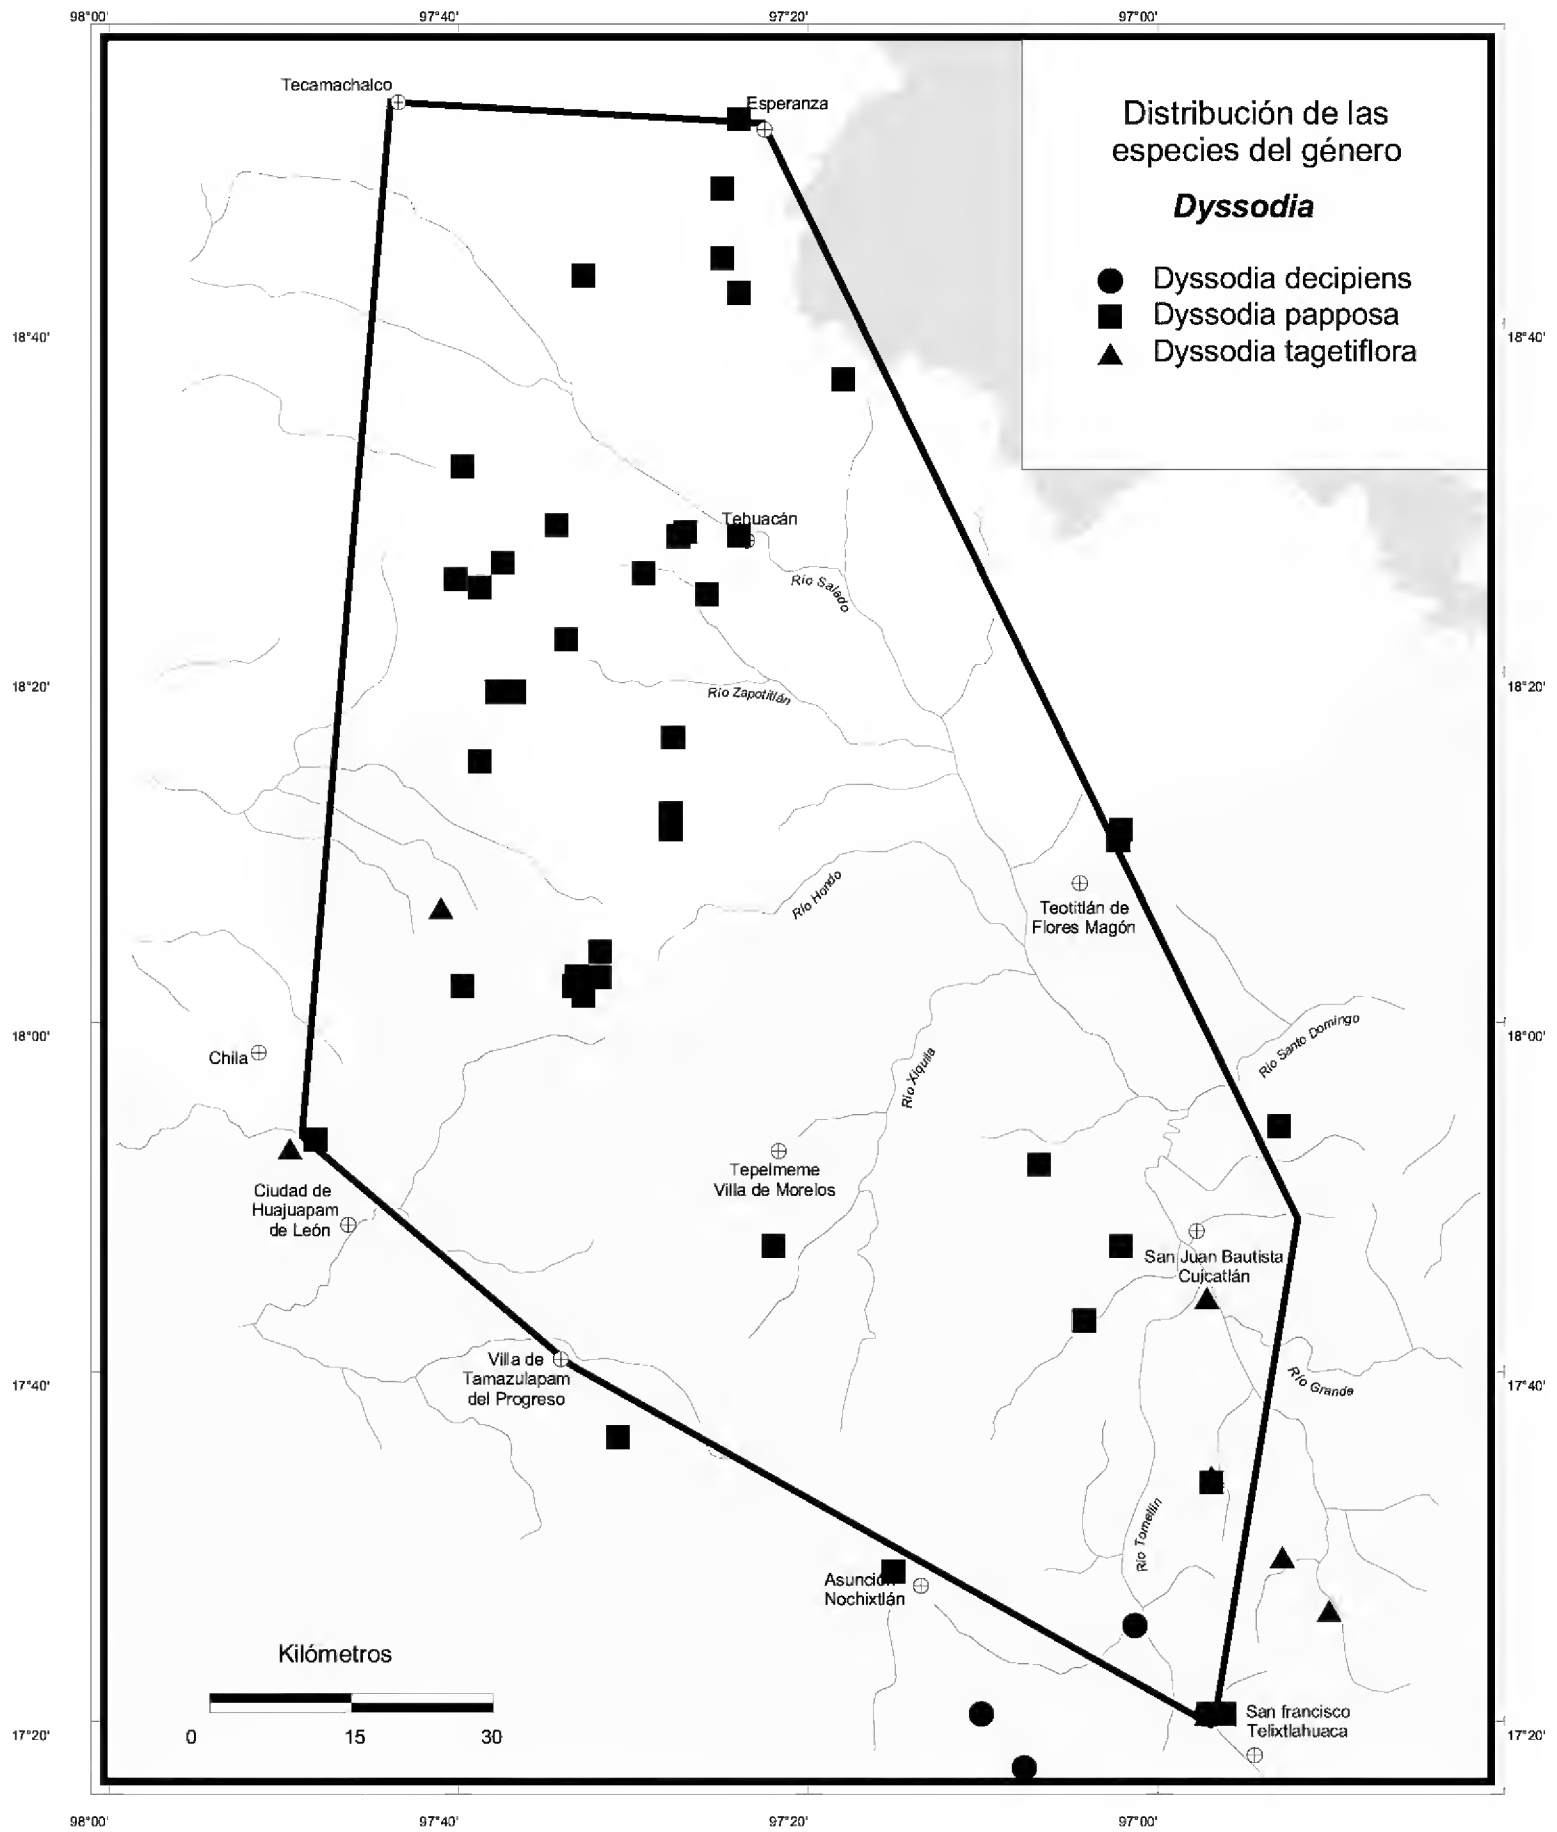 98°00' 97°40' 97°20' 97°00'
Tecamachalco
Esperanza
Distribución de las
especies del género
Dyssodia
Dyssodia decipiens
Dyssodia papposa
Dyssodia tagetiflora
18°40' 18°40'
Tehuacán
Río Salado
18°20' 18°20'
Río Zapotitlán
Río Hondo
Teotitlán de
Flores Magón
18°00' 18°00'
Río Santo Domingo
Chila
Río Xiquila
Tepelmeme
Villa de Morelos
Ciudad de
Huajuapam
de León
San Juan Bautista
Cuicatlán
Villa de
Tamazulapam
del Progreso
17°40' 17°40'
Río Grande
Río Tomellín
Asunción
Nochixtlán
Kilómetros
0 15 30
San francisco
Telixtlahuaca
17°20' 17°20'
98°00' 97°40' 97°20' 97°00'